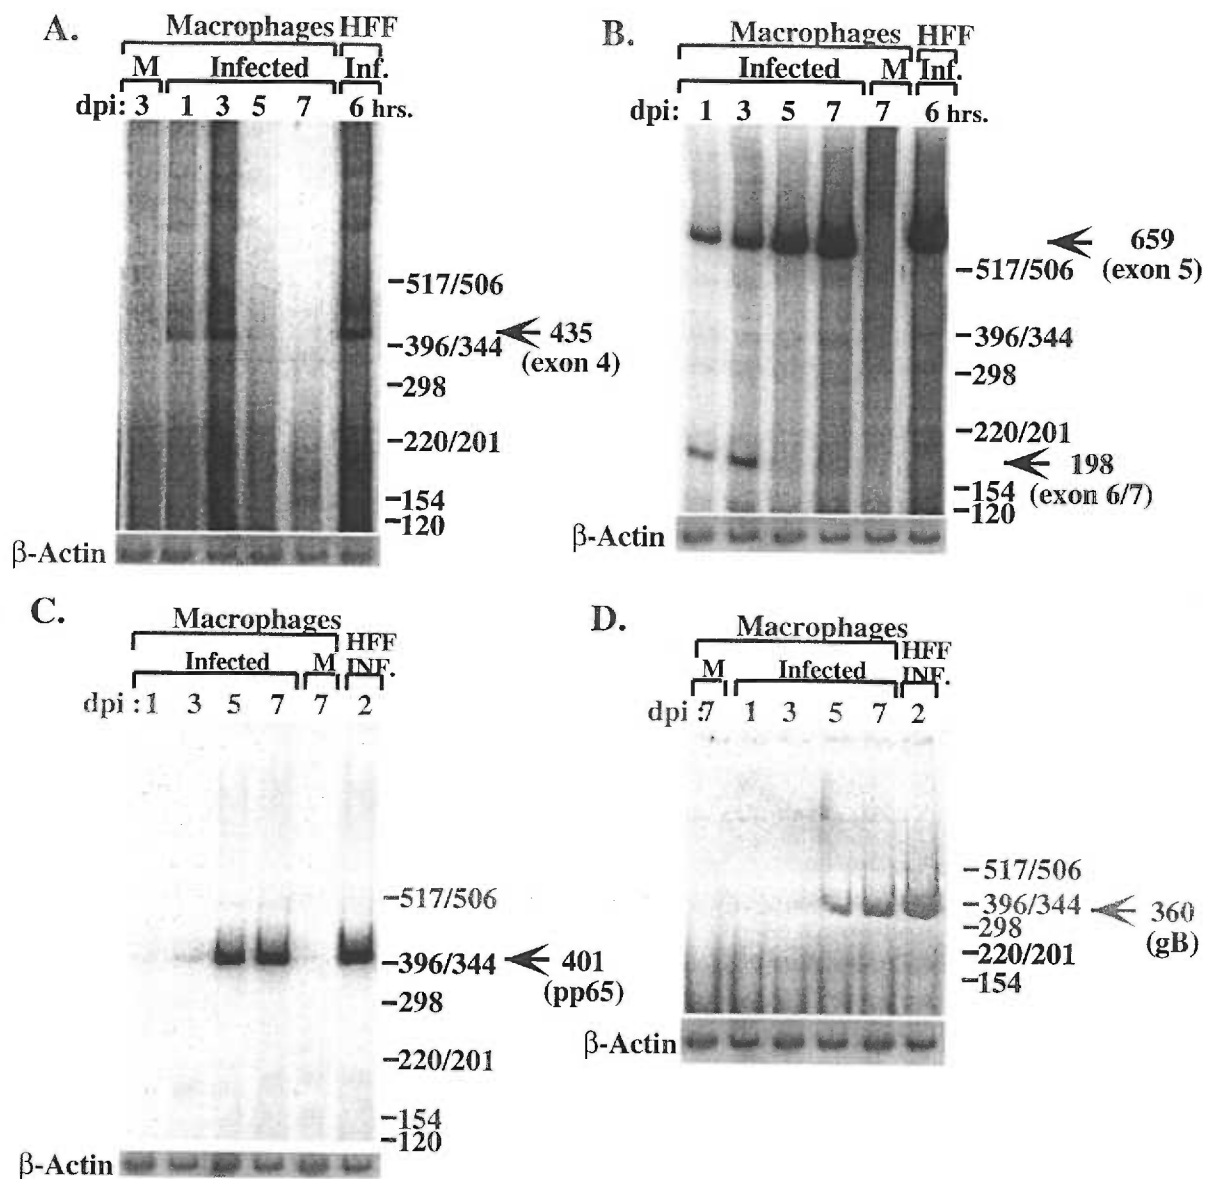 A.
Macrophages HFF
M Infected Inf.
dpi: 3 1 3 5 7 6 hrs.
517/506
435
396/344
(exon 4)
298
220/201
154
120
β-Actin
B.
Macrophages HFF
Infected M Inf.
dpi: 1 3 5 7 7 6 hrs.
659
517/506 (exon 5)
396/344
298
220/201
198
154 (exon 6/7)
120
β-Actin
C.
Macrophages
HFF
Infected M INF.
dpi : 1 3 5 7 7 2
517/506
396/344 401
(pp65)
298
220/201
154
120
β-Actin
D.
Macrophages
HFF
M Infected INF.
dpi :7 1 3 5 7 2
517/506
396/344 360
298 (gB)
220/201
154
β-Actin